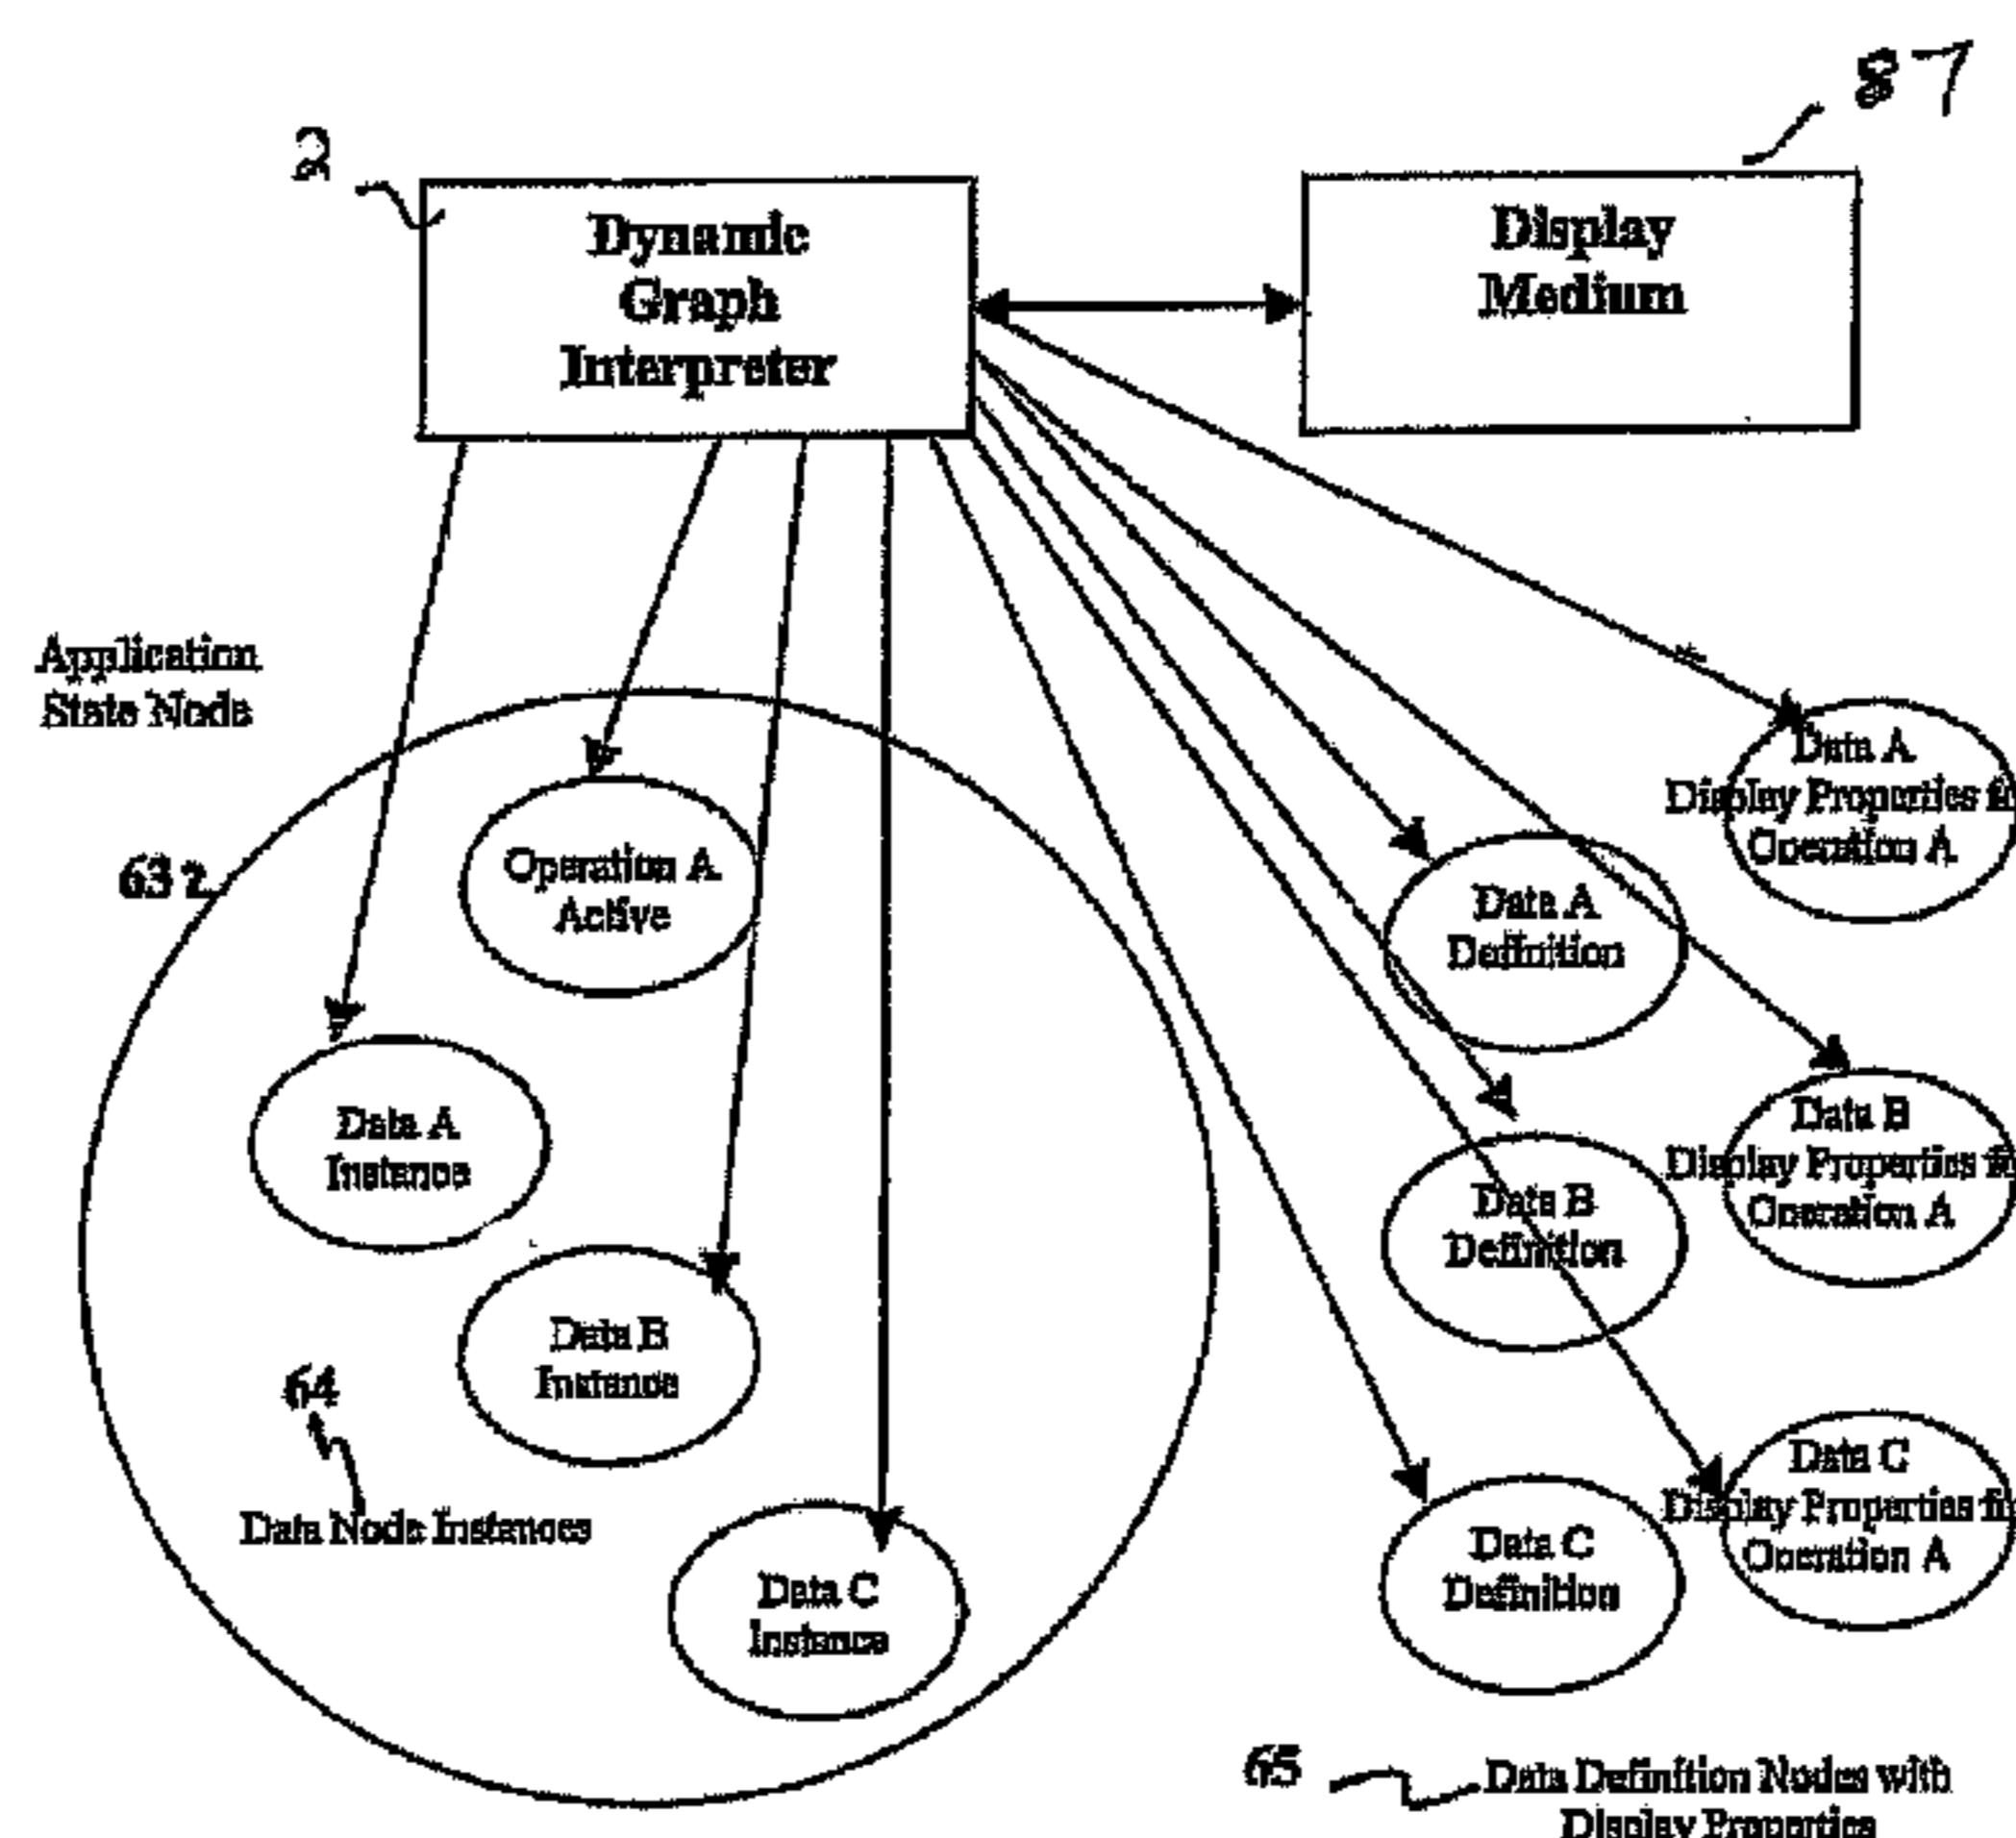 87
2
Dynamic
Graph
Interpreter
Display
Medium
Application
State Node
63
Operation A
Active
Data A
Instance
Data B
Instance
64
Data Node Instances
Data C
Instance
Data A
Display Properties
Operation A
Data A
Definition
Data B
Display Properties
Operation A
Data B
Definition
Data C
Display Properties
Operation A
Data C
Definition
65
Data Definition Nodes with
Display Properties